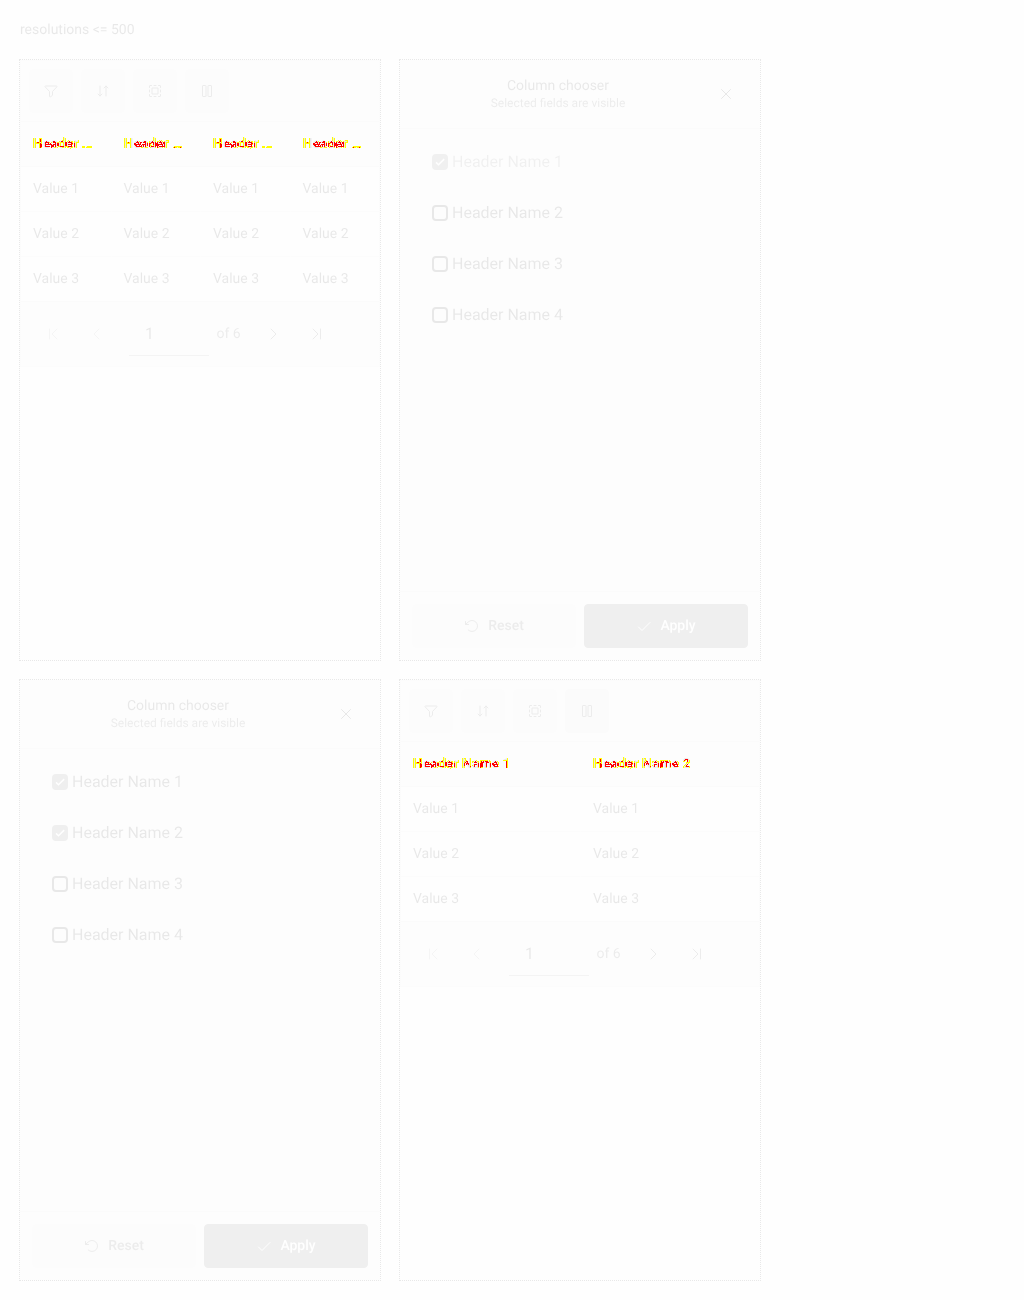 resolutions <= 500
Column chooser
Selected fields are visible
Header ... Header ... Header ... Header ...
Value 1 Value 1 Value 1 Value 1
Value 2 Value 2 Value 2 Value 2
Value 3 Value 3 Value 3 Value 3
1 of 6
Header Name 1
Header Name 2
Header Name 3
Header Name 4
Reset Apply
Column chooser
Selected fields are visible
Header Name 1
Header Name 2
Header Name 3
Header Name 4
Reset Apply
Header Name 1 Header Name 2
Value 1 Value 1
Value 2 Value 2
Value 3 Value 3
1 of 6